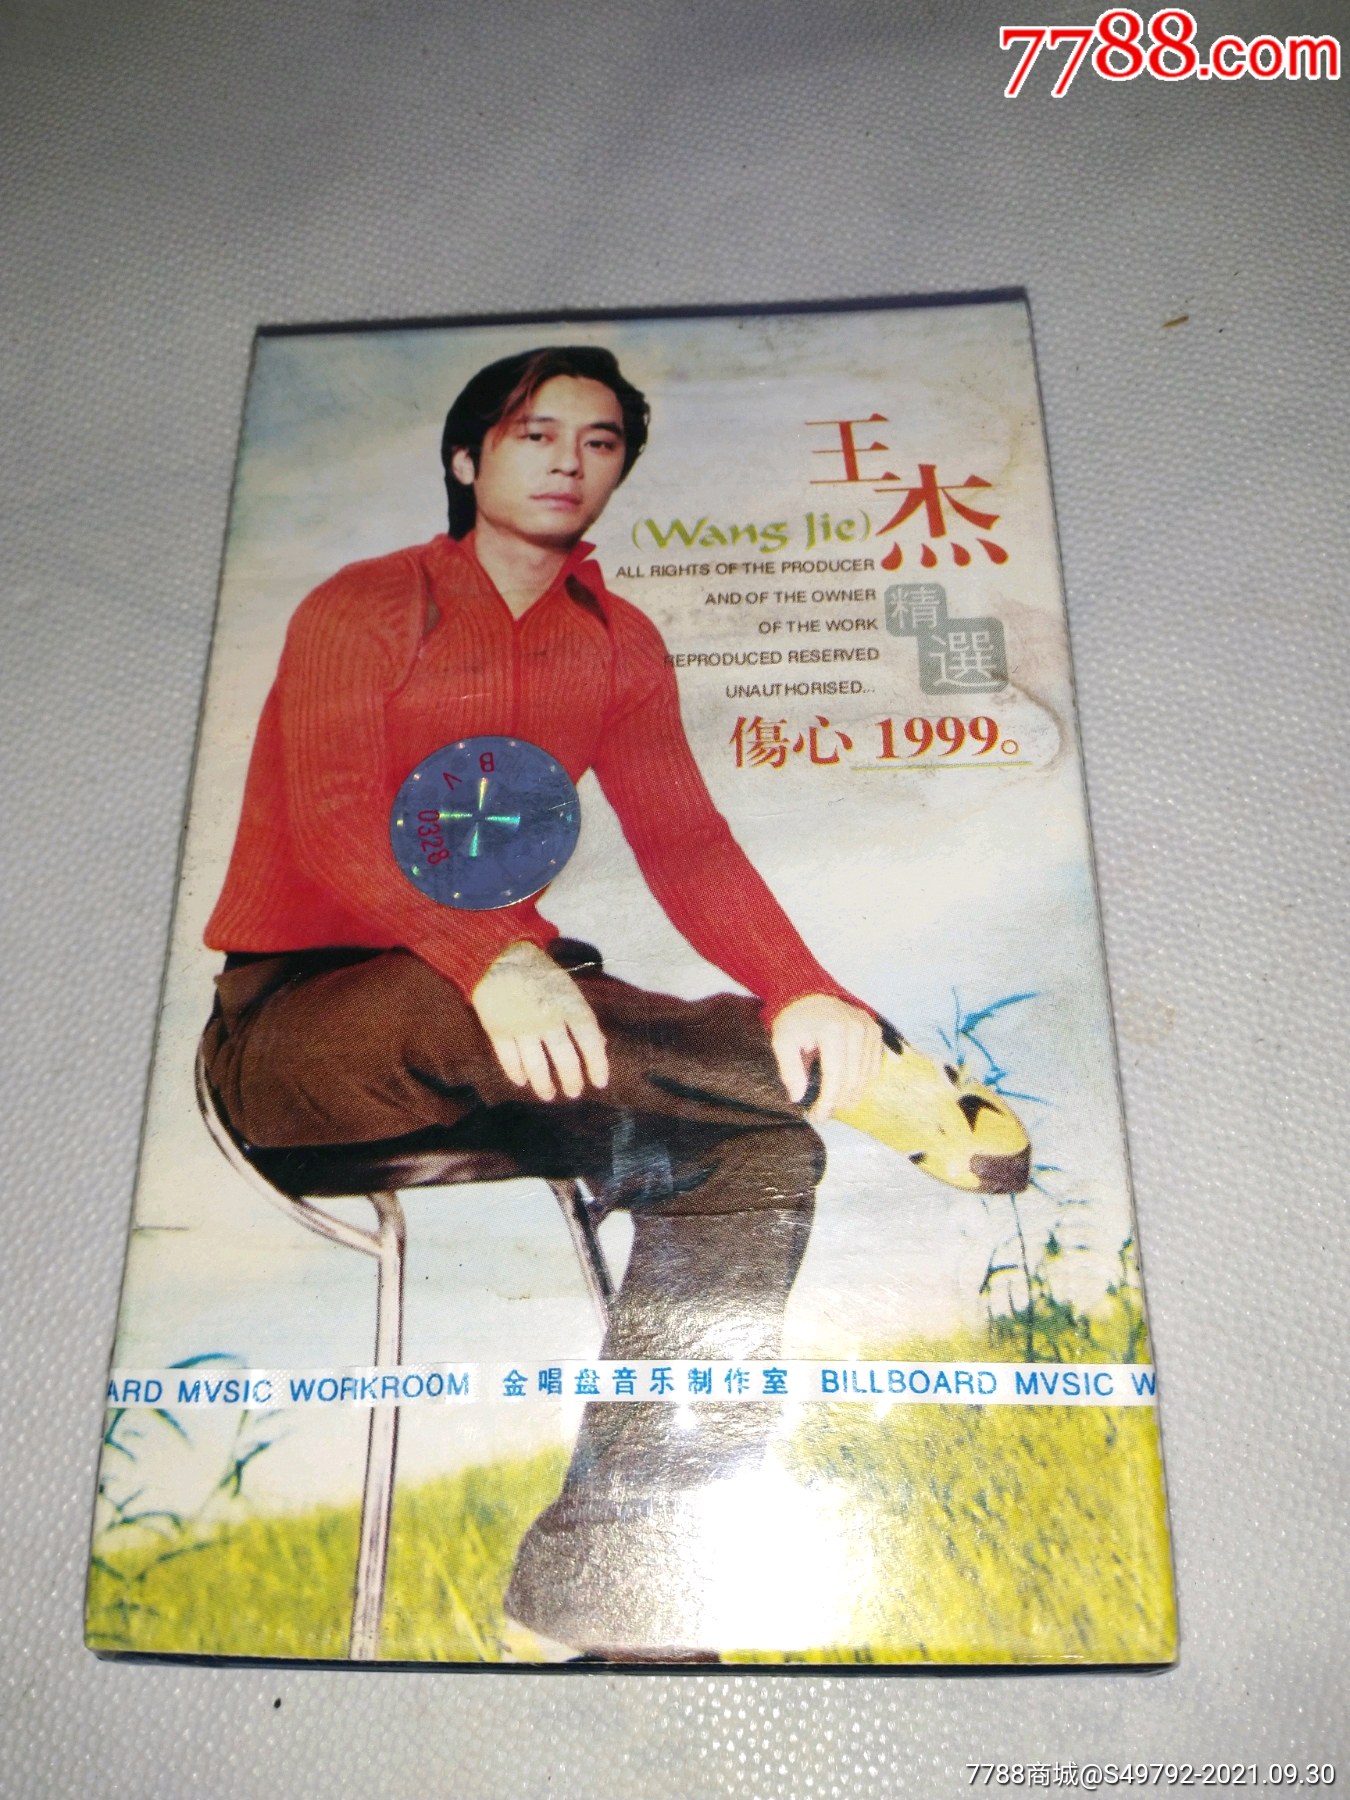 7788.com
王杰
(Wang Jie)
ALL RIGHTS OF THE PRODUCER
AND OF THE OWNER
OF THE WORK
REPRODUCED RESERVED
UNAUTHORISED...
精選
傷心 1999。
B V 0328
ARD MVSIC WORKROOM 金唱盘音乐制作室 BILLBOARD MVSIC W
7788商城@S49792-2021.09.30